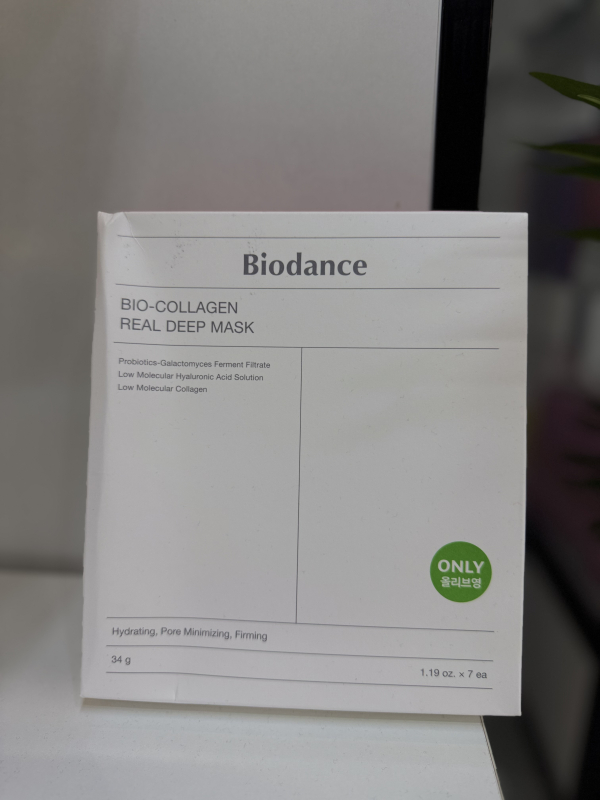 Biodance
BIO-COLLAGEN
REAL DEEP MASK
Probiotics-Galactomyces Ferment Filtrate
Low Molecular Hyaluronic Acid Solution
Low Molecular Collagen
ONLY
올리브영
Hydrating, Pore Minimizing, Firming
34 g
1.19 oz. × 7 ea